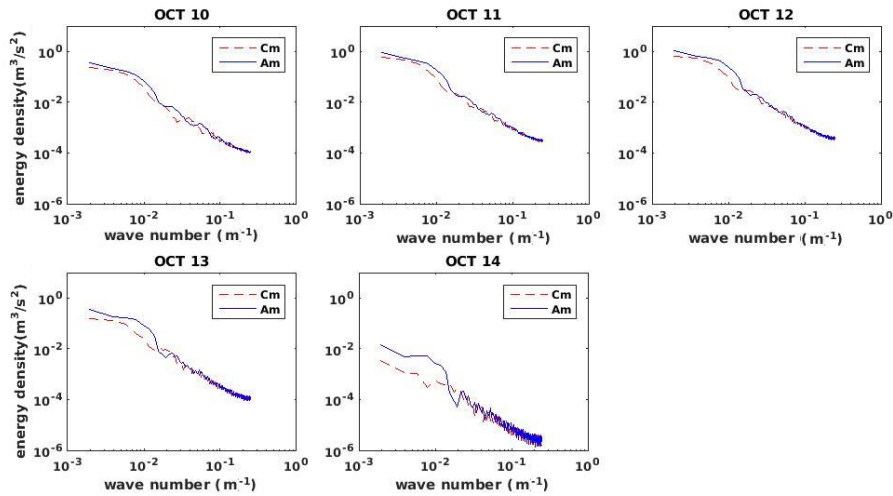 OCT 10
OCT 11
OCT 12
energy density(m³/s²)
10⁰
10⁻²
10⁻⁴
10⁻⁶
Cm
Am
10⁻³
10⁻²
10⁻¹
10⁰
wave number (m⁻¹)
10⁰
10⁻²
10⁻⁴
10⁻⁶
Cm
Am
10⁻³
10⁻²
10⁻¹
10⁰
wave number (m⁻¹)
10⁰
10⁻²
10⁻⁴
10⁻⁶
Cm
Am
10⁻³
10⁻²
10⁻¹
10⁰
wave number (m⁻¹)
OCT 13
OCT 14
energy density(m³/s²)
10⁰
10⁻²
10⁻⁴
10⁻⁶
Cm
Am
10⁻³
10⁻²
10⁻¹
10⁰
wave number (m⁻¹)
10⁰
10⁻²
10⁻⁴
10⁻⁶
Cm
Am
10⁻³
10⁻²
10⁻¹
10⁰
wave number (m⁻¹)